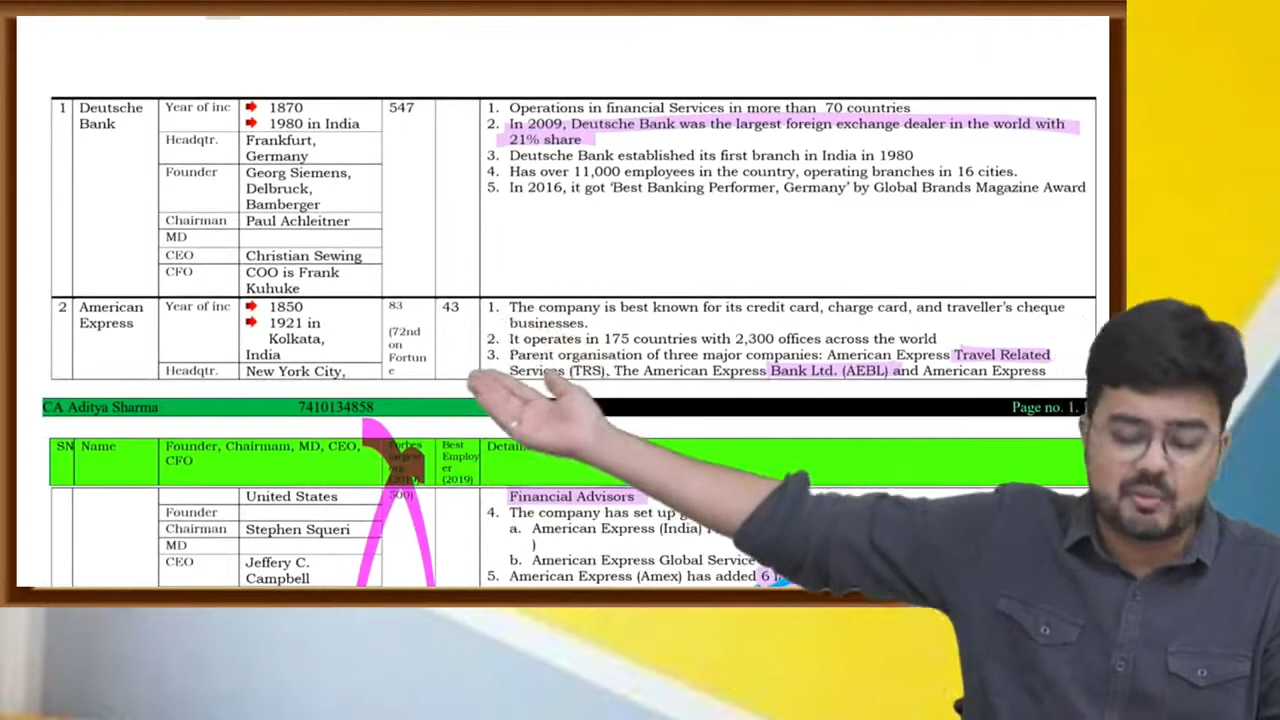 1 Deutsche Bank
Year of inc 1870
1980 in India
Headqtr. Frankfurt, Germany
Founder Georg Siemens, Delbruck, Bamberger
Chairman Paul Achleitner
MD
CEO Christian Sewing
CFO COO is Frank Kuhuke
547
1. Operations in financial Services in more than 70 countries
2. In 2009, Deutsche Bank was the largest foreign exchange dealer in the world with
21% share
3. Deutsche Bank established its first branch in India in 1980
4. Has over 11,000 employees in the country, operating branches in 16 cities.
5. In 2016, it got ‘Best Banking Performer, Germany’ by Global Brands Magazine Award
2 American Express
Year of inc 1850
1921 in Kolkata, India
Headqtr. New York City,
83
(72nd
on
Fortun
e
43
1. The company is best known for its credit card, charge card, and traveller’s cheque
businesses.
2. It operates in 175 countries with 2,300 offices across the world
3. Parent organisation of three major companies: American Express Travel Related
Services (TRS), The American Express Bank Ltd. (AEBL) and American Express
CA Aditya Sharma 7410134858 Page no. 1.
SN Name Founder, Chairmam, MD, CEO, CFO
Forbes largest (2019)
Best Employ er (2019)
Detail
United States
500)
Financial Advisors
Founder
Chairman Stephen Squeri
MD
CEO Jeffery C. Campbell
4. The company has set up
a. American Express (India)
)
b. American Express Global Service
5. American Express (Amex) has added 6